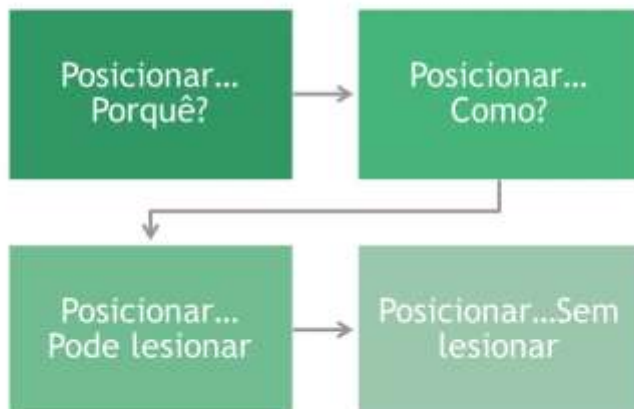 Posicionar...
Porquê?
Posicionar...
Como?
Posicionar...
Pode lesionar
Posicionar...Sem
lesionar